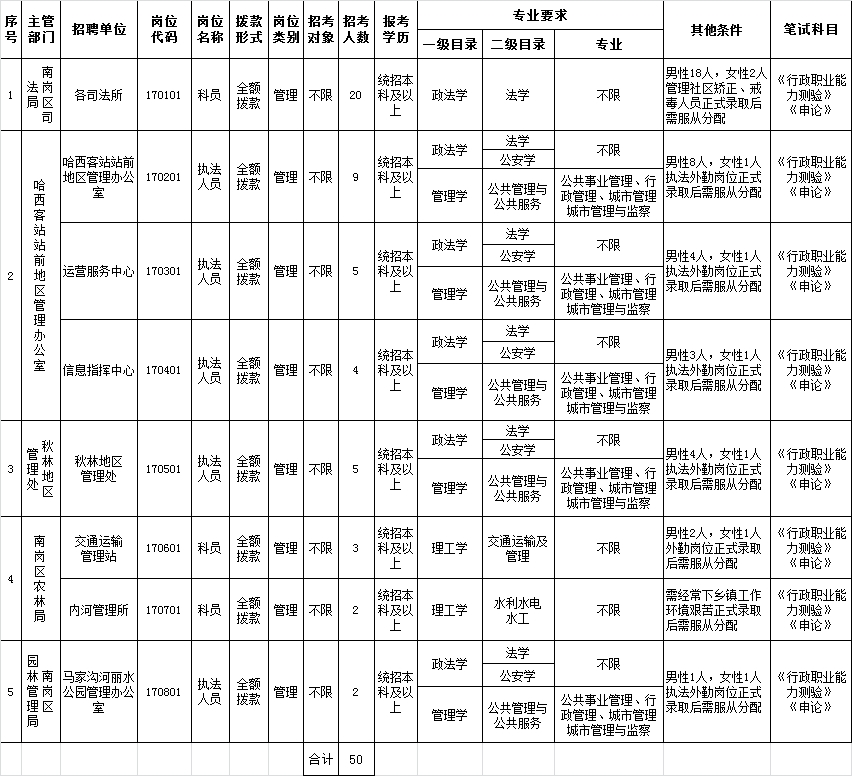 序号
主管部门
招聘单位
岗位代码
岗位名称
拨款形式
岗位类别
招考对象
招考人数
报考学历
专业要求
一级目录
二级目录
专业
其他条件
笔试科目
1
南岗区司
法局
各司法所
170101
科员
全额
拨款
管理
不限
20
统招本
科及以
上
政法学
法学
不限
男性18人，女性2人
管理社区矫正、戒
毒人员正式录取后
需服从分配
《行政职业能
力测验》
《申论》
2
哈西客站站前地区管理办公室
哈西客站站前
地区管理办公
室
170201
执法
人员
全额
拨款
管理
不限
9
统招本
科及以
上
政法学
法学
公安学
不限
管理学
公共管理与
公共服务
公共事业管理、行
政管理、城市管理
城市管理与监察
男性8人，女性1人
执法外勤岗位正式
录取后需服从分配
《行政职业能
力测验》
《申论》
运营服务中心
170301
执法
人员
全额
拨款
管理
不限
5
统招本
科及以
上
政法学
法学
公安学
不限
管理学
公共管理与
公共服务
公共事业管理、行
政管理、城市管理
城市管理与监察
男性4人，女性1人
执法外勤岗位正式
录取后需服从分配
《行政职业能
力测验》
《申论》
信息指挥中心
170401
执法
人员
全额
拨款
管理
不限
4
统招本
科及以
上
政法学
法学
公安学
不限
管理学
公共管理与
公共服务
公共事业管理、行
政管理、城市管理
城市管理与监察
男性3人，女性1人
执法外勤岗位正式
录取后需服从分配
《行政职业能
力测验》
《申论》
3
秋林地区
管理处
秋林地区
管理处
170501
执法
人员
全额
拨款
管理
不限
5
统招本
科及以
上
政法学
法学
公安学
不限
管理学
公共管理与
公共服务
公共事业管理、行
政管理、城市管理
城市管理与监察
男性4人，女性1人
执法外勤岗位正式
录取后需服从分配
《行政职业能
力测验》
《申论》
4
南岗区农林局
交通运输
管理站
170601
科员
全额
拨款
管理
不限
3
统招本
科及以
上
理工学
交通运输及
管理
不限
男性2人，女性1人
外勤岗位正式录取
后需服从分配
《行政职业能
力测验》
《申论》
内河管理所
170701
科员
全额
拨款
管理
不限
2
统招本
科及以
上
理工学
水利水电
水工
不限
需经常下乡镇工作
环境艰苦正式录取
后需服从分配
《行政职业能
力测验》
《申论》
5
南岗区
园林管理局
马家沟河丽水
公园管理办公
室
170801
执法
人员
全额
拨款
管理
不限
2
统招本
科及以
上
政法学
法学
公安学
不限
管理学
公共管理与
公共服务
公共事业管理、行
政管理、城市管理
城市管理与监察
男性1人，女性1人
执法外勤岗位正式
录取后需服从分配
《行政职业能
力测验》
《申论》
合计
50